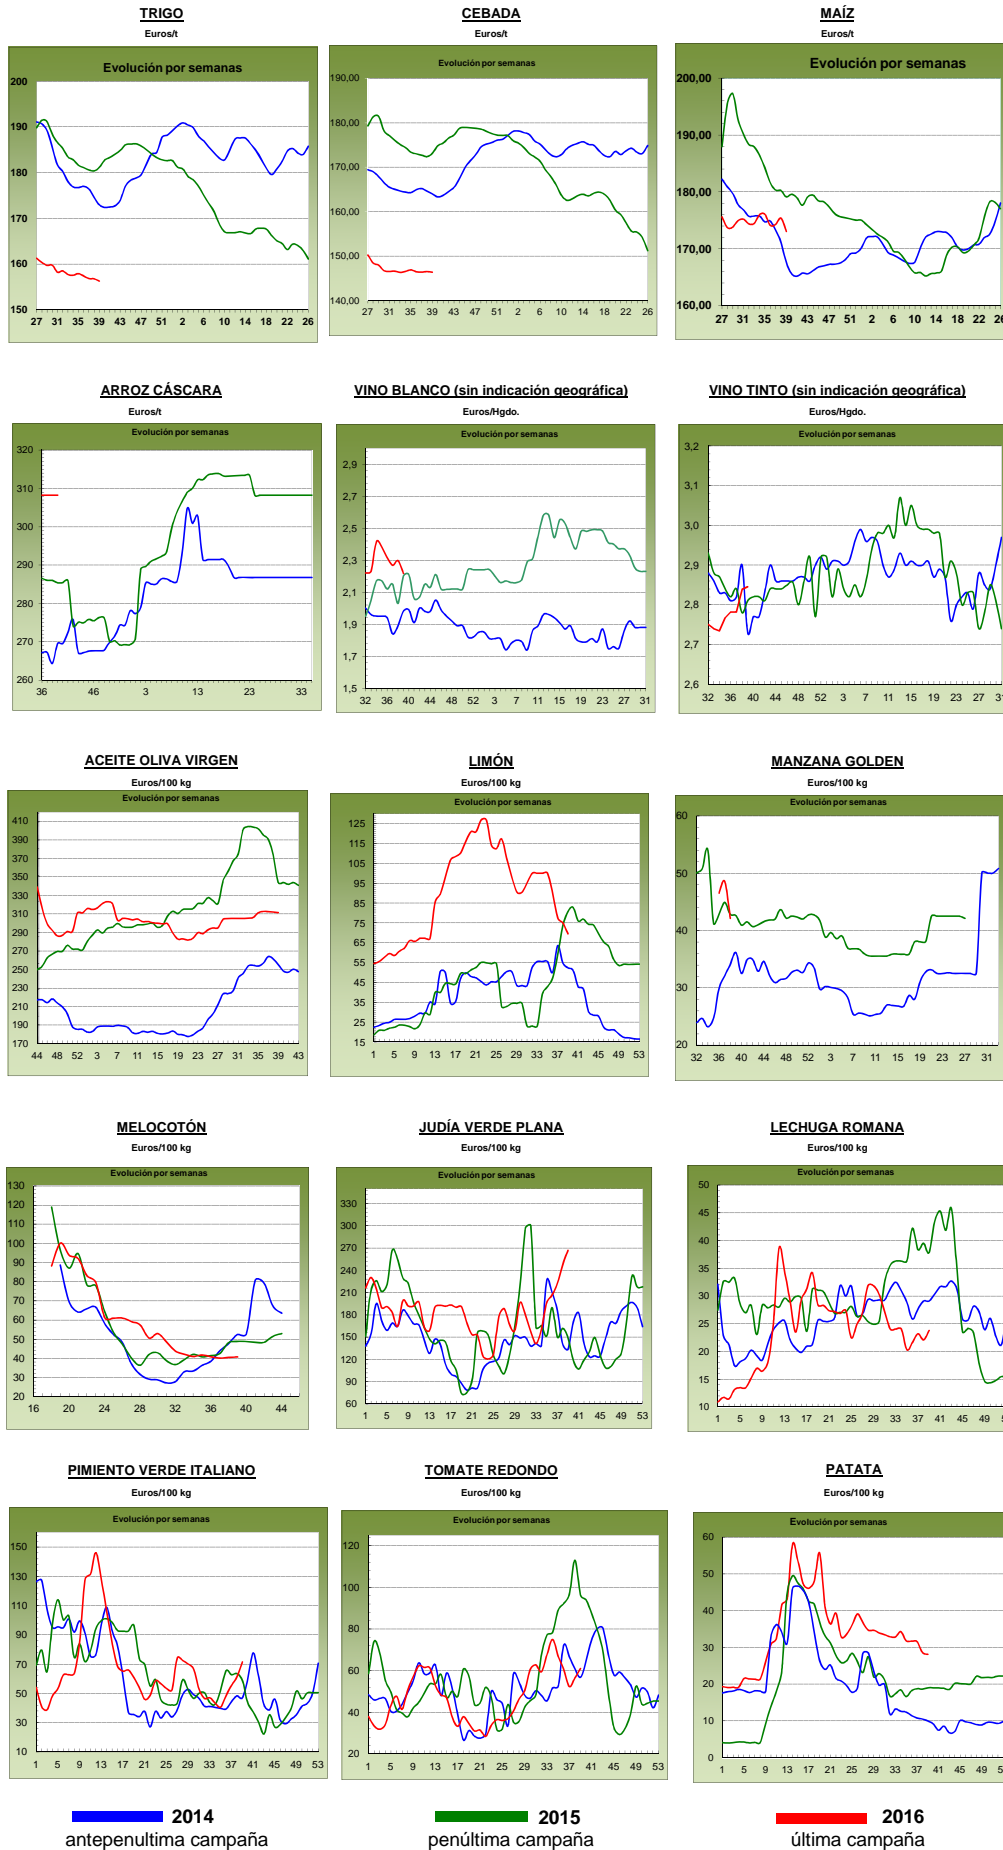 TRIGO
Euros/t
Evolución por semanas
200
190
180
170
160
150
27 31 35 39 43 47 51 2 6 10 14 18 22 26
CEBADA
Euros/t
Evolución por semanas
190,00
180,00
170,00
160,00
150,00
140,00
27 31 35 39 43 47 51 2 6 10 14 18 22 26
MAÍZ
Euros/t
Evolución por semanas
200,00
190,00
180,00
170,00
160,00
27 31 35 39 43 47 51 2 6 10 14 18 22 26
ARROZ CÁSCARA
Euros/t
Evolución por semanas
320
310
300
290
280
270
260
36 46 3 13 23 33
VINO BLANCO (sin indicación geográfica)
Euros/Hgdo.
Evolución por semanas
2,9
2,7
2,5
2,3
2,1
1,9
1,7
1,5
32 36 40 44 48 52 3 7 11 15 19 23 27 31
VINO TINTO (sin indicación geográfica)
Euros/Hgdo.
Evolución por semanas
3,2
3,1
3,0
2,9
2,8
2,7
2,6
32 36 40 44 48 52 3 7 11 15 19 23 27 31
ACEITE OLIVA VIRGEN
Euros/100 kg
Evolución por semanas
410
390
370
350
330
310
290
270
250
230
210
190
170
44 48 52 3 7 11 15 19 23 27 31 35 39 43
LIMÓN
Euros/100 kg
Evolución por semanas
125
115
105
95
85
75
65
55
45
35
25
15
1 5 9 13 17 21 25 29 33 37 41 45 49 53
MANZANA GOLDEN
Euros/100 kg
Evolución por semanas
60
50
40
30
20
32 36 40 44 48 52 3 7 11 15 19 23 27 31
MELOCOTÓN
Euros/100 kg
Evolución por semanas
130
120
110
100
90
80
70
60
50
40
30
20
16 20 24 28 32 36 40 44
JUDÍA VERDE PLANA
Euros/100 kg
Evolución por semanas
330
300
270
240
210
180
150
120
90
60
1 5 9 13 17 21 25 29 33 37 41 45 49 53
LECHUGA ROMANA
Euros/100 kg
Evolución por semanas
50
45
40
35
30
25
20
15
10
1 5 9 13 17 21 25 29 33 37 41 45 49
PIMIENTO VERDE ITALIANO
Euros/100 kg
Evolución por semanas
150
130
110
90
70
50
30
10
1 5 9 13 17 21 25 29 33 37 41 45 49 53
TOMATE REDONDO
Euros/100 kg
Evolución por semanas
120
100
80
60
40
20
1 5 9 13 17 21 25 29 33 37 41 45 49 53
PATATA
Euros/100 kg
Evolución por semanas
60
50
40
30
20
10
0
1 5 9 13 17 21 25 29 33 37 41 45 49
2014
antepenultima campaña
2015
penúltima campaña
2016
última campaña